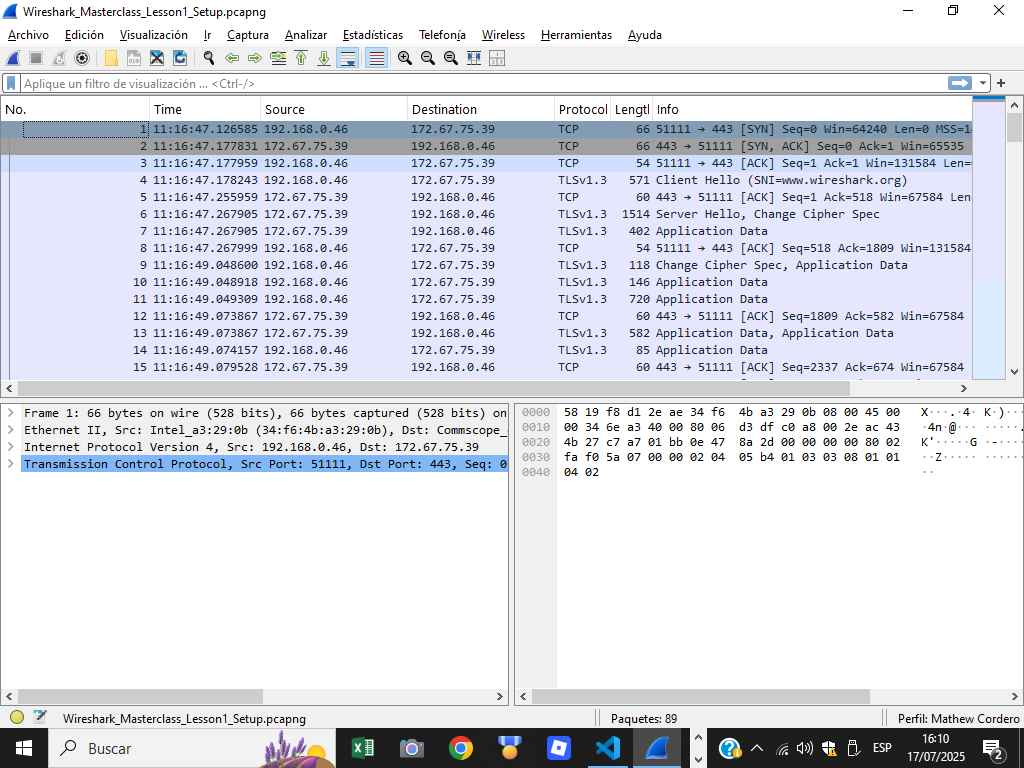 Wireshark_Masterclass_Lesson1_Setup.pcapng
Archivo Edición Visualización Ir Captura Analizar Estadísticas Telefonía Wireless Herramientas Ayuda
Aplique un filtro de visualización ... <Ctrl-/>
No. Time Source Destination Protocol Lengtl Info
1 11:16:47.126585 192.168.0.46 172.67.75.39 TCP 66 51111 → 443 [SYN] Seq=0 Win=64240 Len=0 MSS=14
2 11:16:47.177831 172.67.75.39 192.168.0.46 TCP 66 443 → 51111 [SYN, ACK] Seq=0 Ack=1 Win=65535
3 11:16:47.177959 192.168.0.46 172.67.75.39 TCP 54 51111 → 443 [ACK] Seq=1 Ack=1 Win=131584 Len=
4 11:16:47.178243 192.168.0.46 172.67.75.39 TLSv1.3 571 Client Hello (SNI=www.wireshark.org)
5 11:16:47.255959 172.67.75.39 192.168.0.46 TCP 60 443 → 51111 [ACK] Seq=1 Ack=518 Win=67584 Len
6 11:16:47.267905 172.67.75.39 192.168.0.46 TLSv1.3 1514 Server Hello, Change Cipher Spec
7 11:16:47.267905 172.67.75.39 192.168.0.46 TLSv1.3 402 Application Data
8 11:16:47.267999 192.168.0.46 172.67.75.39 TCP 54 51111 → 443 [ACK] Seq=518 Ack=1809 Win=131584
9 11:16:49.048600 192.168.0.46 172.67.75.39 TLSv1.3 118 Change Cipher Spec, Application Data
10 11:16:49.048918 192.168.0.46 172.67.75.39 TLSv1.3 146 Application Data
11 11:16:49.049309 192.168.0.46 172.67.75.39 TLSv1.3 720 Application Data
12 11:16:49.073867 172.67.75.39 192.168.0.46 TCP 60 443 → 51111 [ACK] Seq=1809 Ack=582 Win=67584
13 11:16:49.073867 172.67.75.39 192.168.0.46 TLSv1.3 582 Application Data, Application Data
14 11:16:49.074157 192.168.0.46 172.67.75.39 TLSv1.3 85 Application Data
15 11:16:49.079528 172.67.75.39 192.168.0.46 TCP 60 443 → 51111 [ACK] Seq=2337 Ack=674 Win=67584
Frame 1: 66 bytes on wire (528 bits), 66 bytes captured (528 bits) on
Ethernet II, Src: Intel_a3:29:0b (34:f6:4b:a3:29:0b), Dst: Commscope_
Internet Protocol Version 4, Src: 192.168.0.46, Dst: 172.67.75.39
Transmission Control Protocol, Src Port: 51111, Dst Port: 443, Seq: 0
0000 58 19 f8 d1 2e ae 34 f6 4b a3 29 0b 08 00 45 00 X···.·4· K·)·
0010 00 34 6e a3 40 00 80 06 d3 df c0 a8 00 2e ac 43 ·4n·@··· ·····.
0020 4b 27 c7 a7 01 bb 0e 47 8a 2d 00 00 00 00 80 02 K'·····G ·-····
0030 fa f0 5a 07 00 00 02 04 05 b4 01 03 03 08 01 01 ··Z····· ······
0040 04 02 ··
Wireshark_Masterclass_Lesson1_Setup.pcapng Paquetes: 89 Perfil: Mathew Cordero
Buscar
ESP
16:10
17/07/2025
2